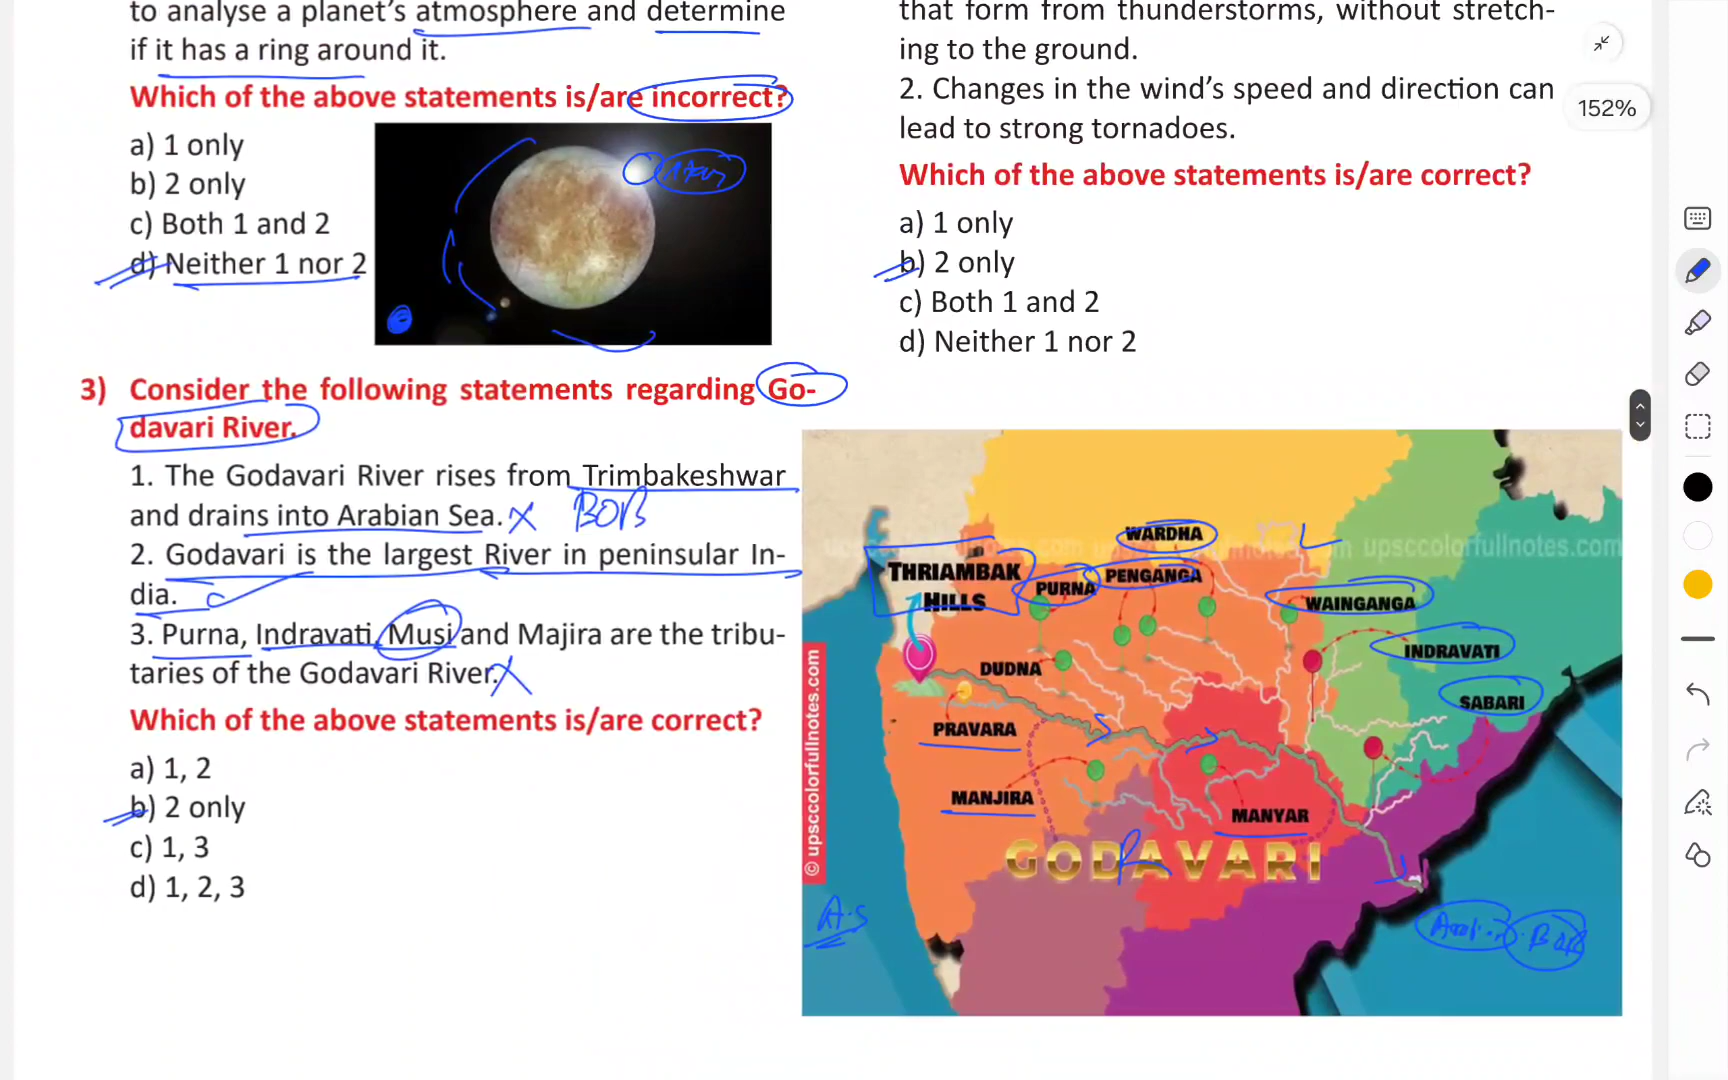 to analyse a planet's atmosphere and determine
if it has a ring around it.
Which of the above statements is/are incorrect?
a) 1 only
b) 2 only
c) Both 1 and 2
d) Neither 1 nor 2
3) Consider the following statements regarding Go-
davari River.
1. The Godavari River rises from Trimbakeshwar
and drains into Arabian Sea. X BOB
2. Godavari is the largest River in peninsular In-
dia.
3. Purna, Indravati, Musi and Majira are the tribu-
taries of the Godavari River. X
Which of the above statements is/are correct?
a) 1, 2
b) 2 only
c) 1, 3
d) 1, 2, 3
that form from thunderstorms, without stretch-
ing to the ground.
2. Changes in the wind's speed and direction can
lead to strong tornadoes.
Which of the above statements is/are correct?
a) 1 only
b) 2 only
c) Both 1 and 2
d) Neither 1 nor 2
152%
upsccolorfullnotes.com
WARDHA
THRIAMBAK
HILLS
PURNA
PENGANGA
WAINGANGA
INDRAVATI
DUDNA
SABARI
PRAVARA
MANJIRA
MANYAR
GODAVARI
© upsccolorfullnotes.com
A.S